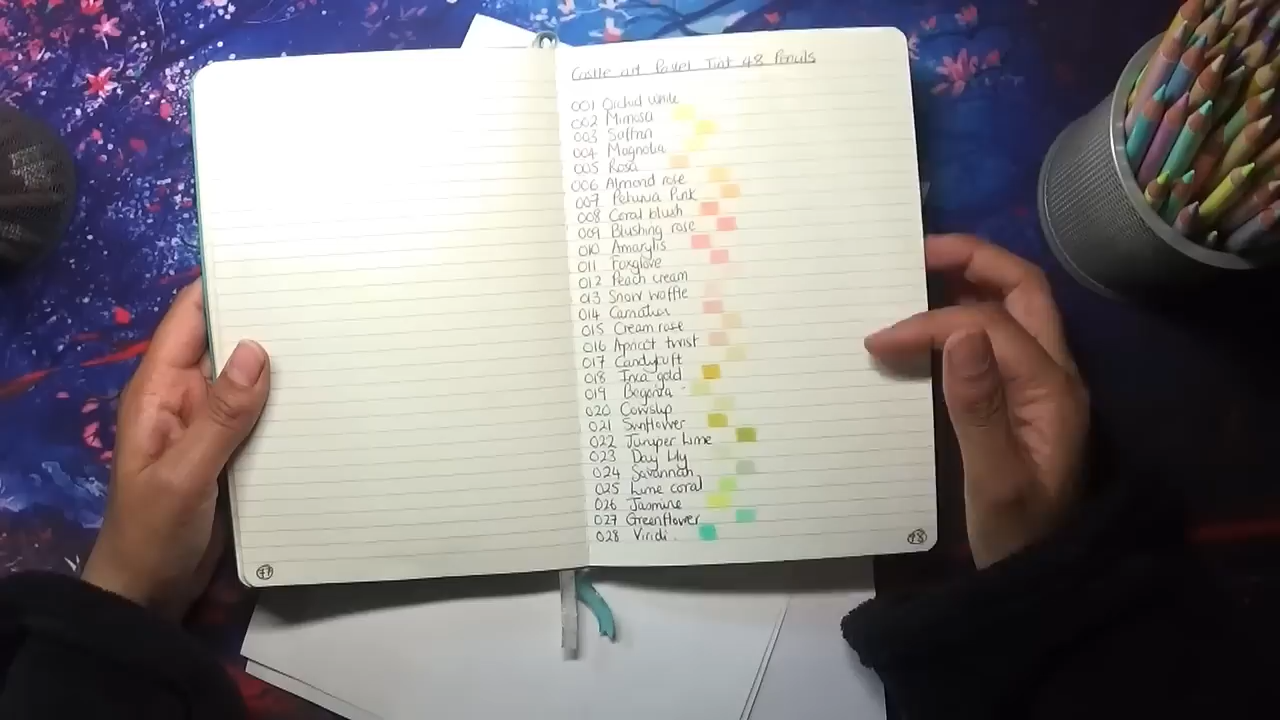 Castle art Pastel Tint 48 Pencils
001 Orchid white
002 Mimosa
003 Saffran
004 Magnolia
005 Rosa
006 Almond rose
007 Petunia Pink
008 Coral blush
009 Blushing rose
010 Amarylis
011 Foxglove
012 Peach cream
013 Snow waffle
014 Carnation
015 Cream rose
016 Apricot twist
017 Candytuft
018 Inca gold
019 Begonia
020 Cowslip
021 Sunflower
022 Juniper Lime
023 Day Lily
024 Savannah
025 Lime coral
026 Jasmine
027 Greenflower
028 Viridi